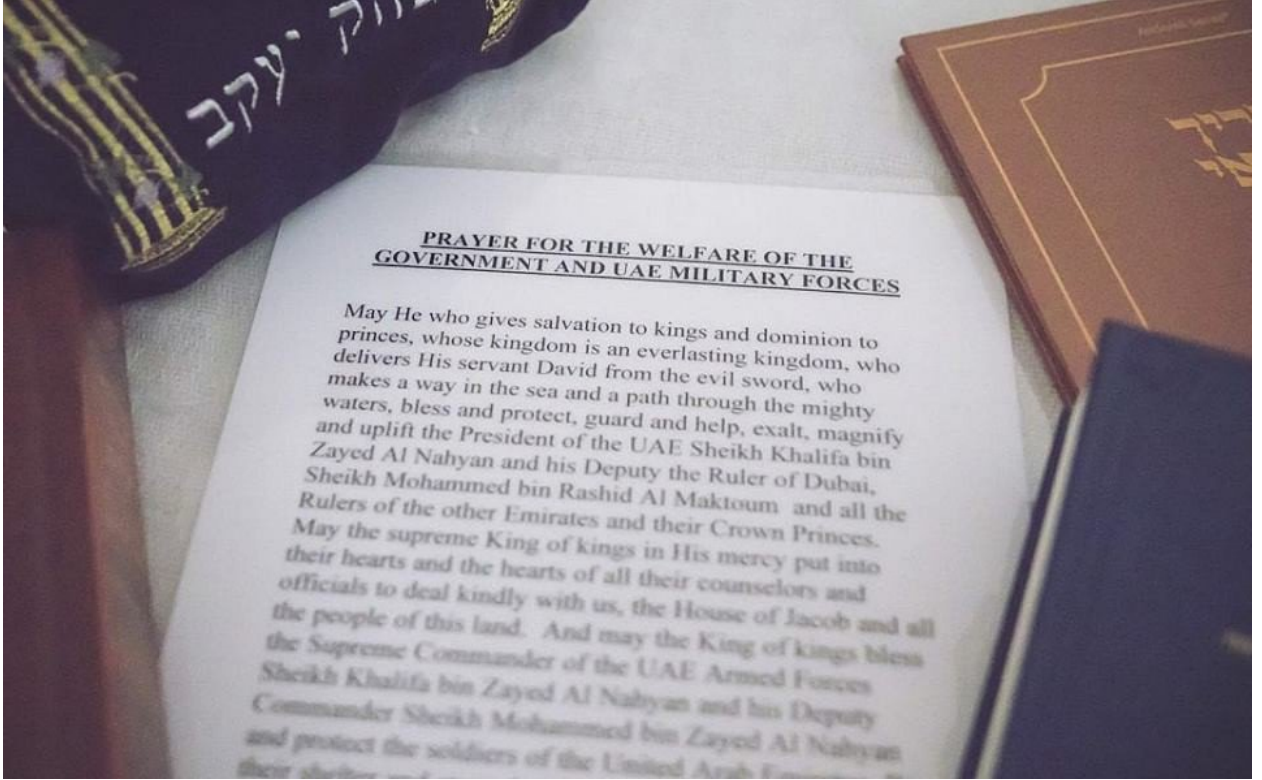 יעקב
PRAYER FOR THE WELFARE OF THE
GOVERNMENT AND UAE MILITARY FORCES
May He who gives salvation to kings and dominion to
princes, whose kingdom is an everlasting kingdom, who
delivers His servant David from the evil sword, who
makes a way in the sea and a path through the mighty
waters, bless and protect, guard and help, exalt, magnify
and uplift the President of the UAE Sheikh Khalifa bin
Zayed Al Nahyan and his Deputy the Ruler of Dubai,
Sheikh Mohammed bin Rashid Al Maktoum and all the
Rulers of the other Emirates and their Crown Princes.
May the supreme King of kings in His mercy put into
their hearts and the hearts of all their counselors and
officials to deal kindly with us, the House of Jacob and all
the people of this land. And may the King of kings bless
the Supreme Commander of the UAE Armed Forces
Sheikh Khalifa bin Zayed Al Nahyan and his Deputy
Commander Sheikh Mohammed bin Zayed Al Nahyan
and protect the soldiers of the United Arab
their shelter and